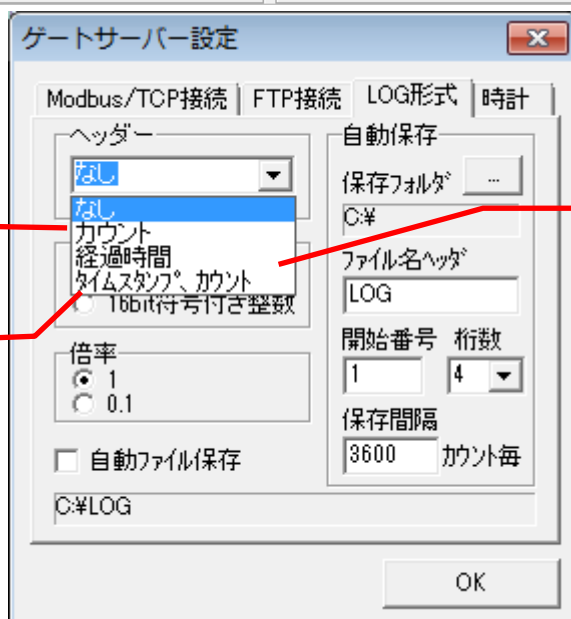 ゲートサーバー設定
Modbus/TCP接続
FTP接続
LOG形式
時計
ヘッダー
なし
なし
カウント
経過時間
ﾀｲﾑｽﾀﾝﾌﾟ、ｶｳﾝﾄ
16bit符号付き整数
倍率
1
0.1
自動ﾌｧｲﾙ保存
自動保存
保存ﾌｫﾙﾀﾞ
...
C:¥
ﾌｧｲﾙ名ﾍｯﾀﾞ
LOG
開始番号 桁数
1 4
保存間隔
3600 ｶｳﾝﾄ毎
C:¥LOG
OK